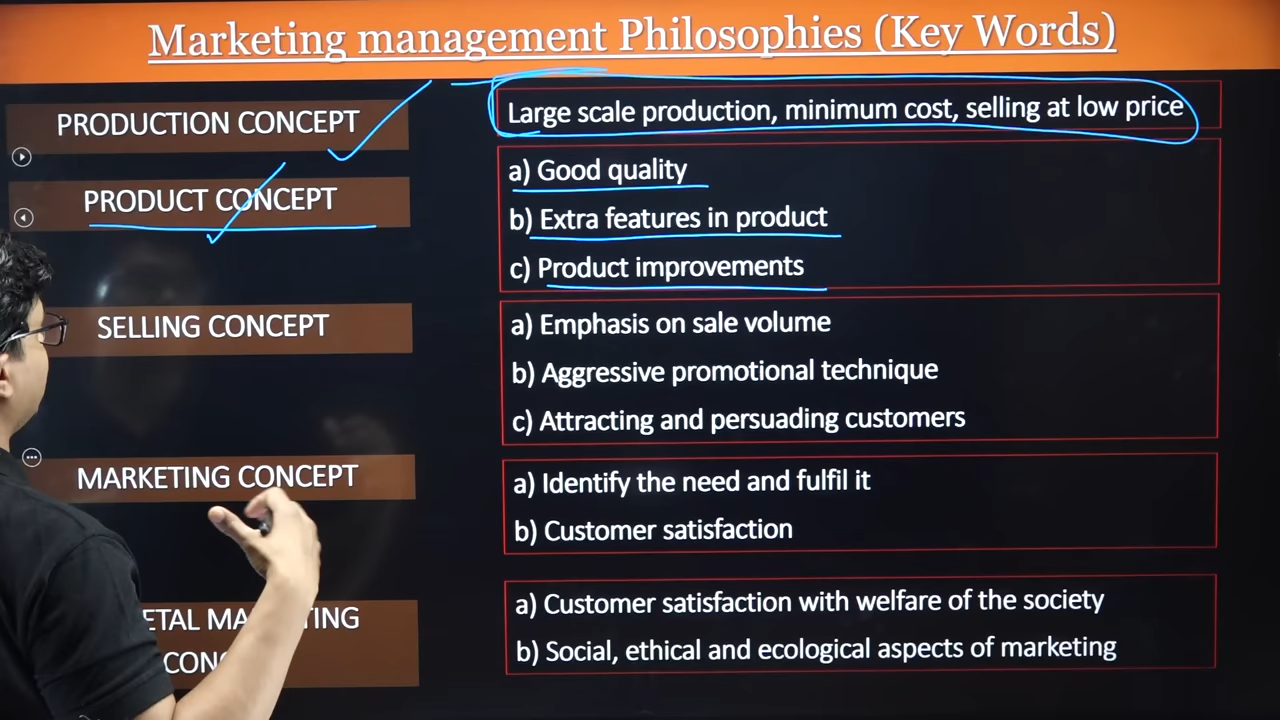 Marketing management Philosophies (Key Words)
PRODUCTION CONCEPT
Large scale production, minimum cost, selling at low price
PRODUCT CONCEPT
a) Good quality
b) Extra features in product
c) Product improvements
SELLING CONCEPT
a) Emphasis on sale volume
b) Aggressive promotional technique
c) Attracting and persuading customers
MARKETING CONCEPT
a) Identify the need and fulfil it
b) Customer satisfaction
a) Customer satisfaction with welfare of the society
b) Social, ethical and ecological aspects of marketing